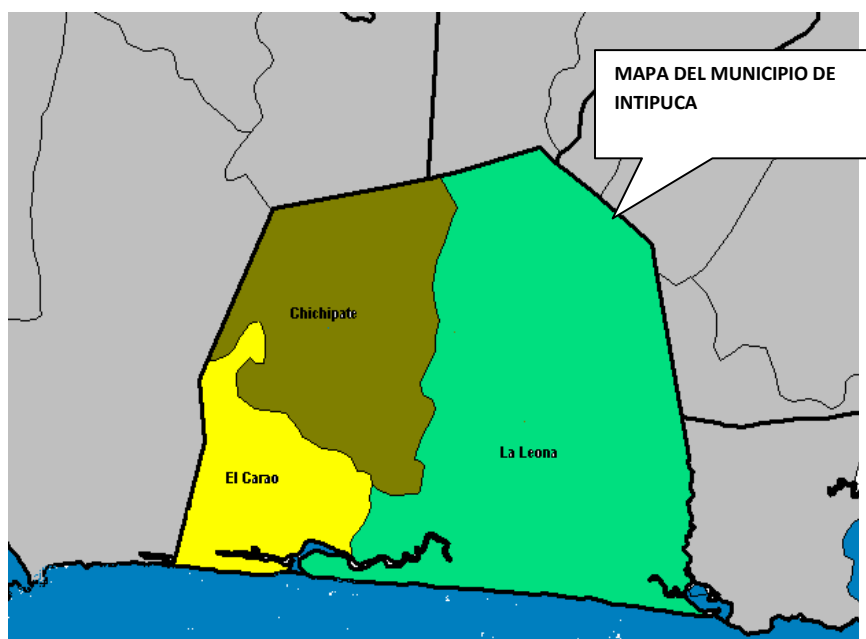 MAPA DEL MUNICIPIO DE
INTIPUCA
Chichipate
La Leona
El Carao